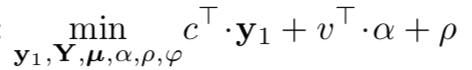 : min c⊤·y₁ + v⊤·α + ρ
y₁,Y,μ,α,ρ,φ